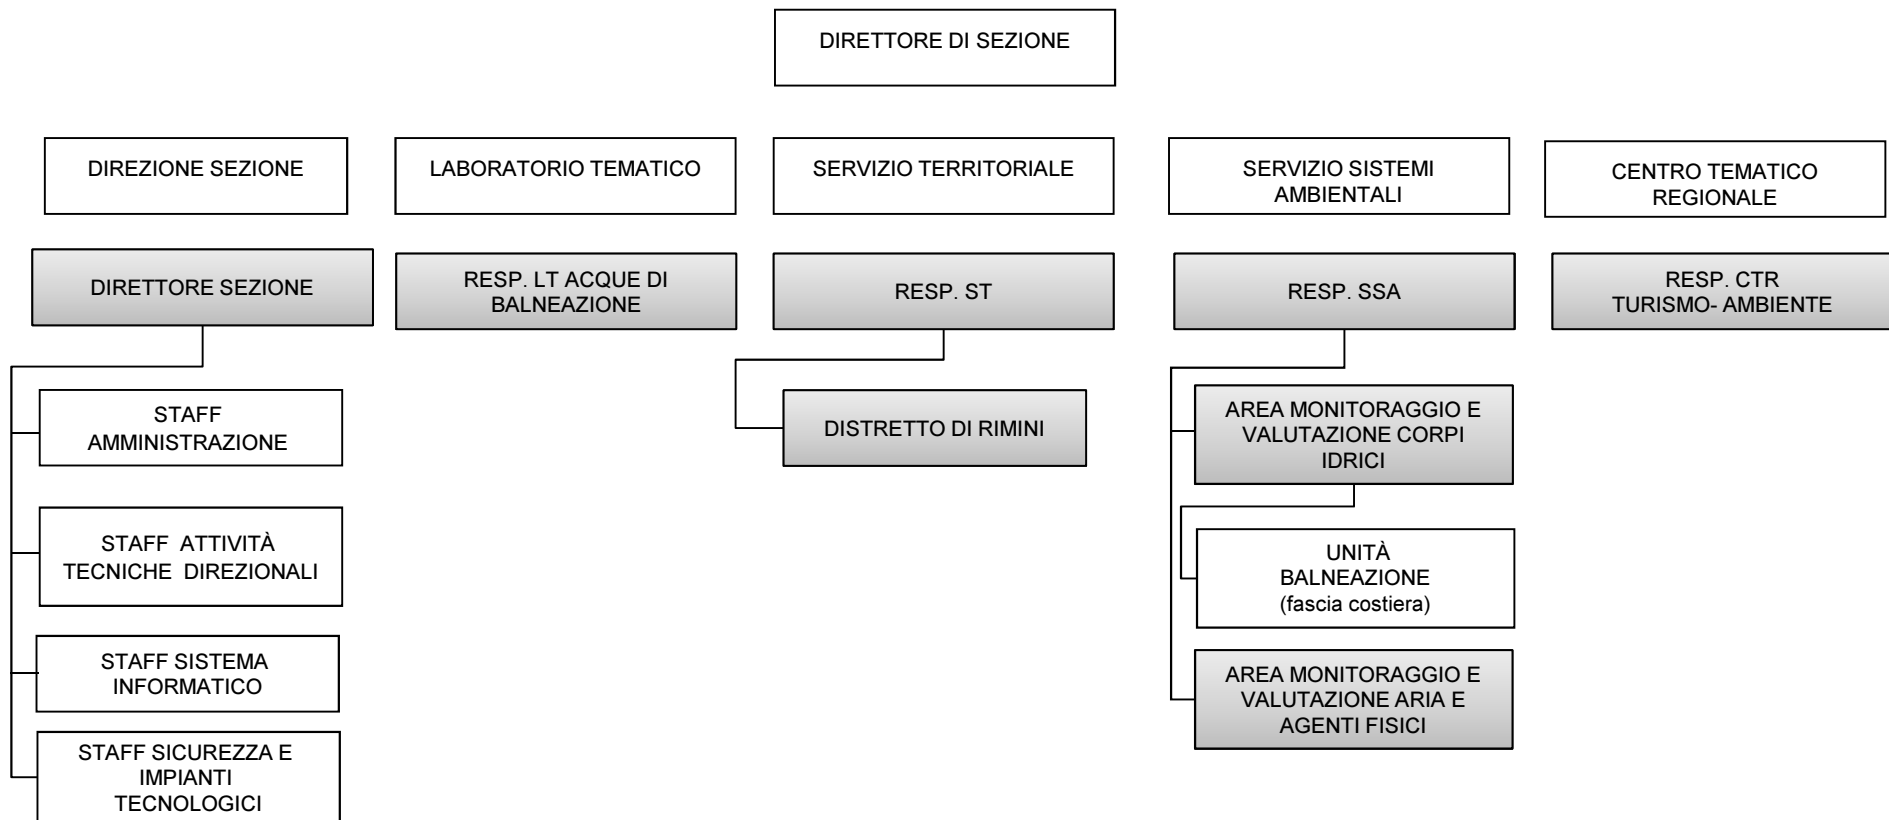 DIRETTORE DI SEZIONE
DIREZIONE SEZIONE
LABORATORIO TEMATICO
SERVIZIO TERRITORIALE
SERVIZIO SISTEMI
AMBIENTALI
CENTRO TEMATICO
REGIONALE
DIRETTORE SEZIONE
RESP. LT ACQUE DI
BALNEAZIONE
RESP. ST
RESP. SSA
RESP. CTR
TURISMO- AMBIENTE
STAFF
AMMINISTRAZIONE
STAFF ATTIVITÀ
TECNICHE DIREZIONALI
STAFF SISTEMA
INFORMATICO
STAFF SICUREZZA E
IMPIANTI
TECNOLOGICI
DISTRETTO DI RIMINI
AREA MONITORAGGIO E
VALUTAZIONE CORPI
IDRICI
UNITÀ
BALNEAZIONE
(fascia costiera)
AREA MONITORAGGIO E
VALUTAZIONE ARIA E
AGENTI FISICI